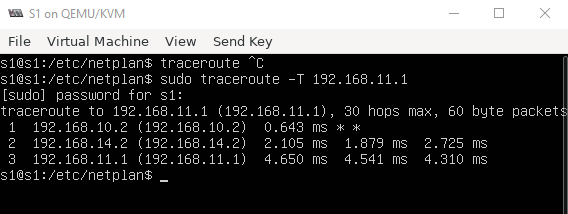 S1 on QEMU/KVM
File Virtual Machine View Send Key
s1@s1:/etc/netplan$ traceroute ^C
s1@s1:/etc/netplan$ sudo traceroute -T 192.168.11.1
[sudo] password for s1:
traceroute to 192.168.11.1 (192.168.11.1), 30 hops max, 60 byte packets
1 192.168.10.2 (192.168.10.2) 0.643 ms * *
2 192.168.14.2 (192.168.14.2) 2.105 ms 1.879 ms 2.725 ms
3 192.168.11.1 (192.168.11.1) 4.650 ms 4.541 ms 4.310 ms
s1@s1:/etc/netplan$ _